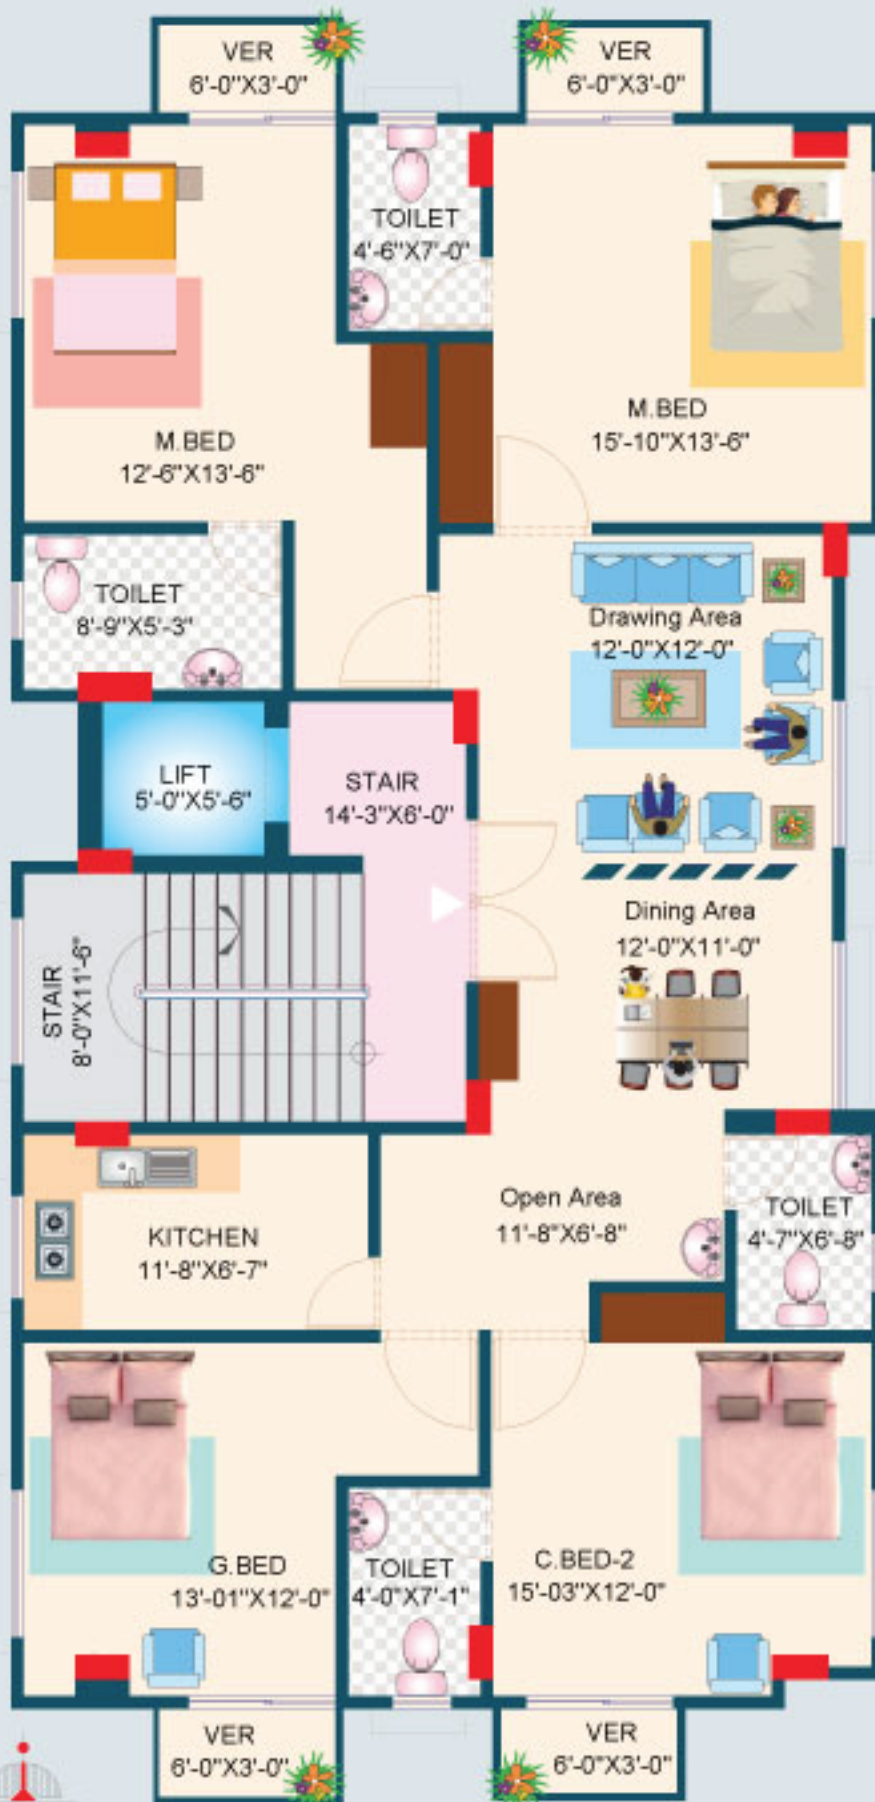 VER
6'-0"X3'-0"
VER
6'-0"X3'-0"
TOILET
4'-6"X7'-0"
M.BED
12'-6"X13'-6"
M.BED
15'-10"X13'-6"
TOILET
8'-9"X5'-3"
Drawing Area
12'-0"X12'-0"
LIFT
5'-0"X5'-6"
STAIR
14'-3"X6'-0"
Dining Area
12'-0"X11'-0"
STAIR
8'-0"X11'-6"
KITCHEN
11'-8"X6'-7"
Open Area
11'-8"X6'-8"
TOILET
4'-7"X6'-8"
G.BED
13'-01"X12'-0"
TOILET
4'-0"X7'-1"
C.BED-2
15'-03"X12'-0"
VER
6'-0"X3'-0"
VER
6'-0"X3'-0"